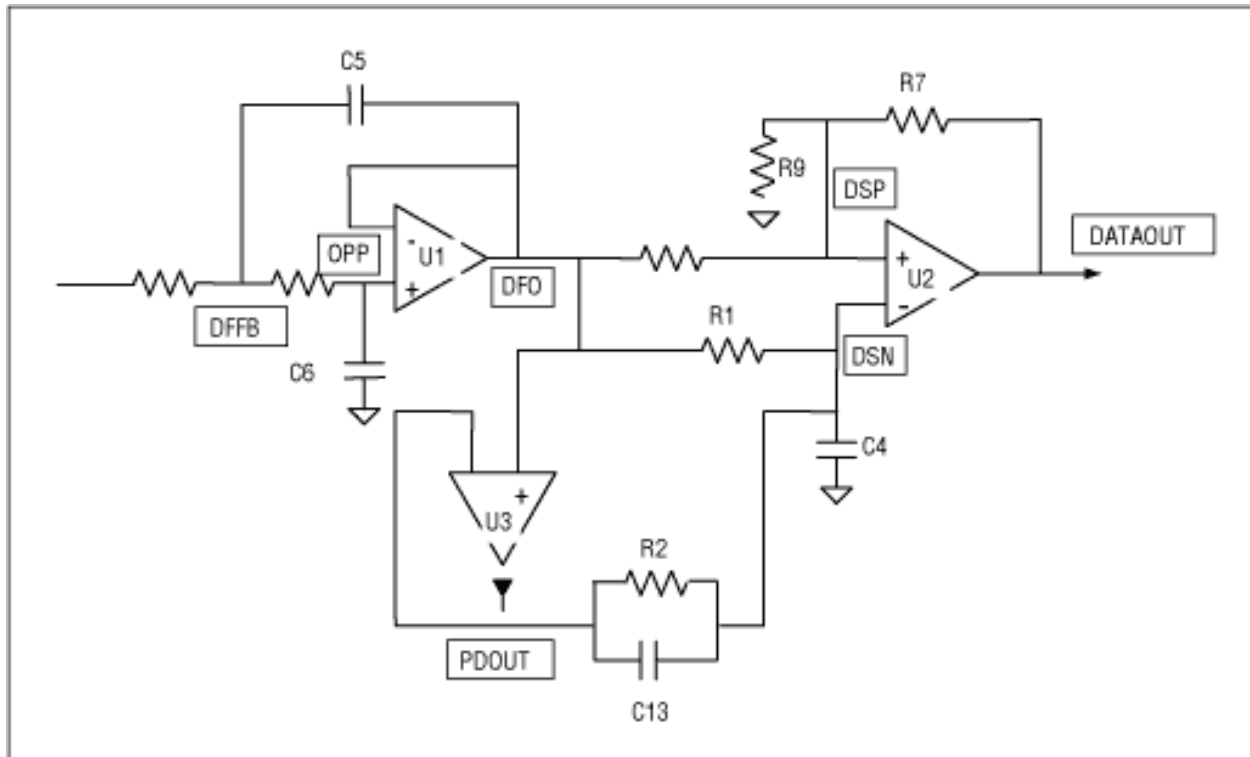 C5
R7
R9
DSP
OPP
-
U1
+
DFO
DATAOUT
+
U2
-
DFFB
R1
DSN
C6
C4
+
U3
R2
PDOUT
C13